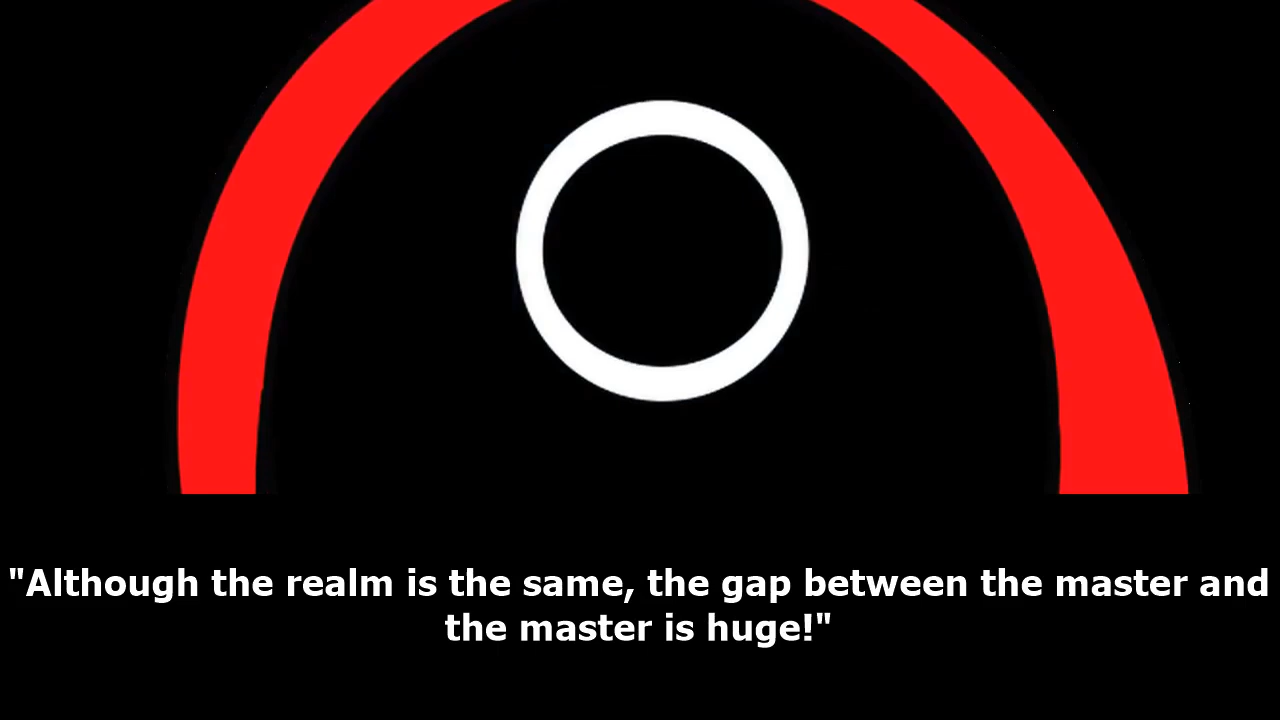 "Although the realm is the same, the gap between the master and
the master is huge!"